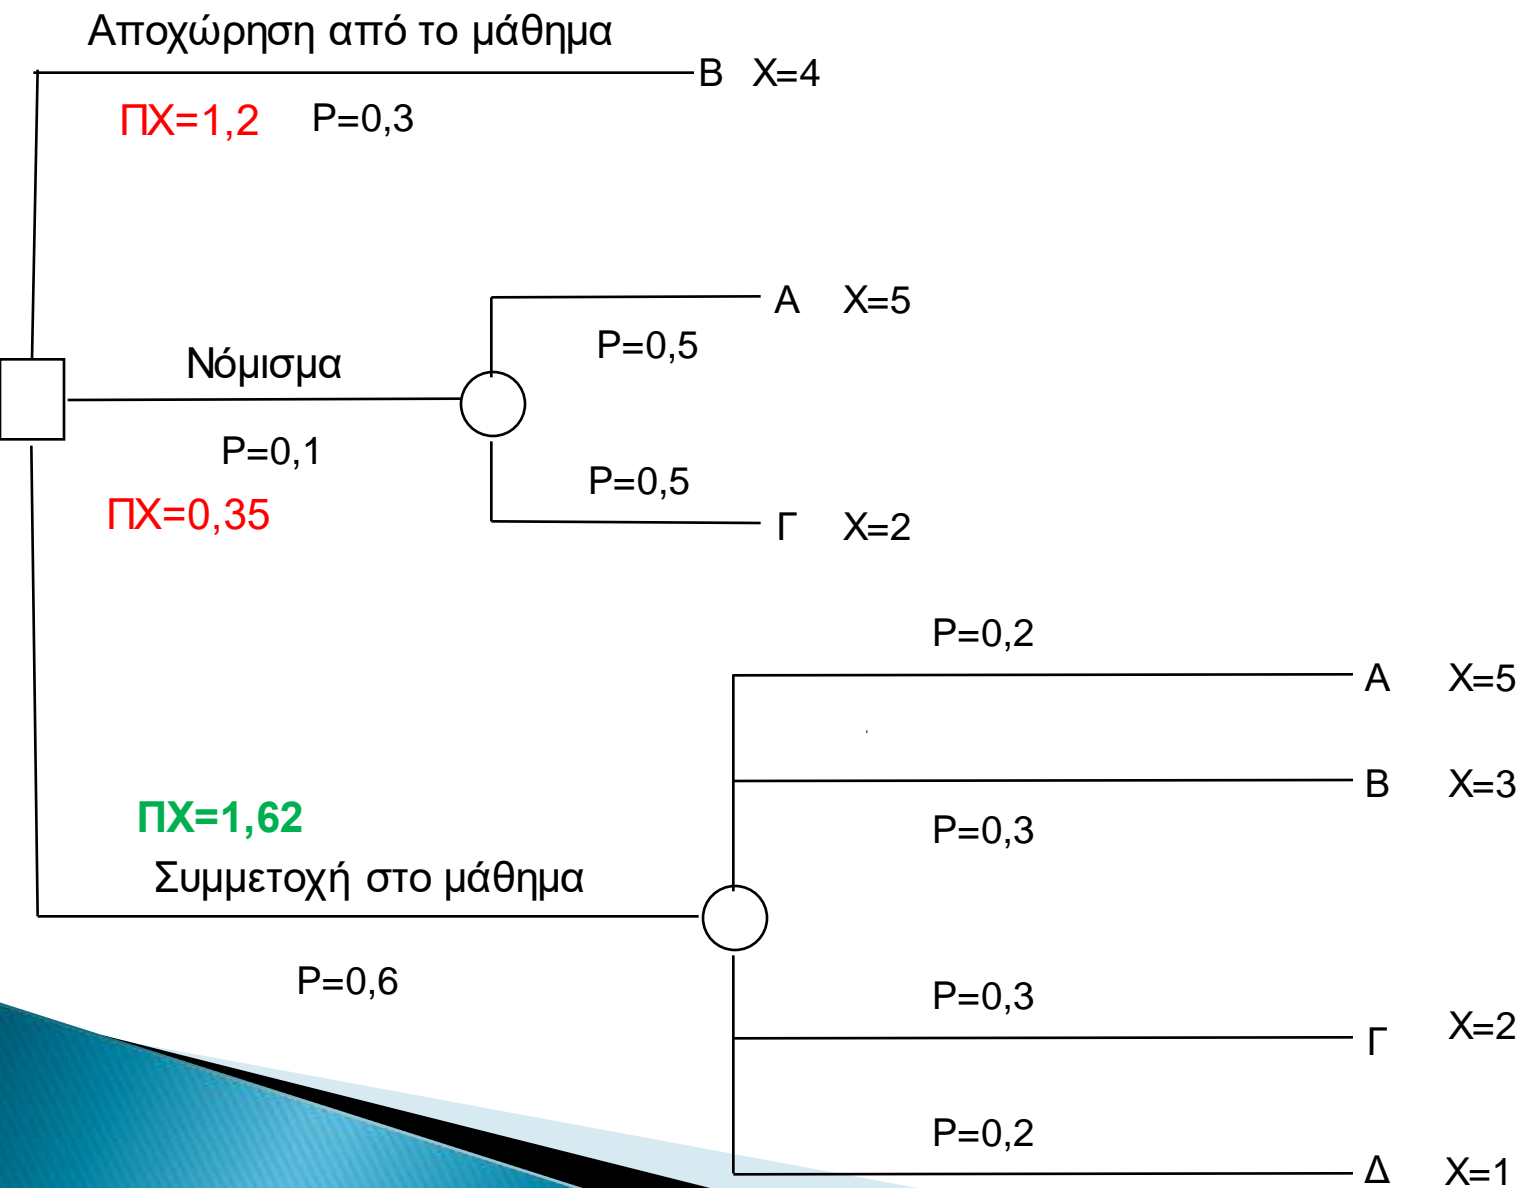 Αποχώρηση από το μάθημα
Β Χ=4
ΠΧ=1,2 P=0,3
Α Χ=5
P=0,5
Νόμισμα
P=0,1
P=0,5
ΠΧ=0,35
Γ Χ=2
P=0,2
Α Χ=5
Β Χ=3
P=0,3
ΠΧ=1,62
Συμμετοχή στο μάθημα
P=0,6
P=0,3
Γ Χ=2
P=0,2
Δ Χ=1